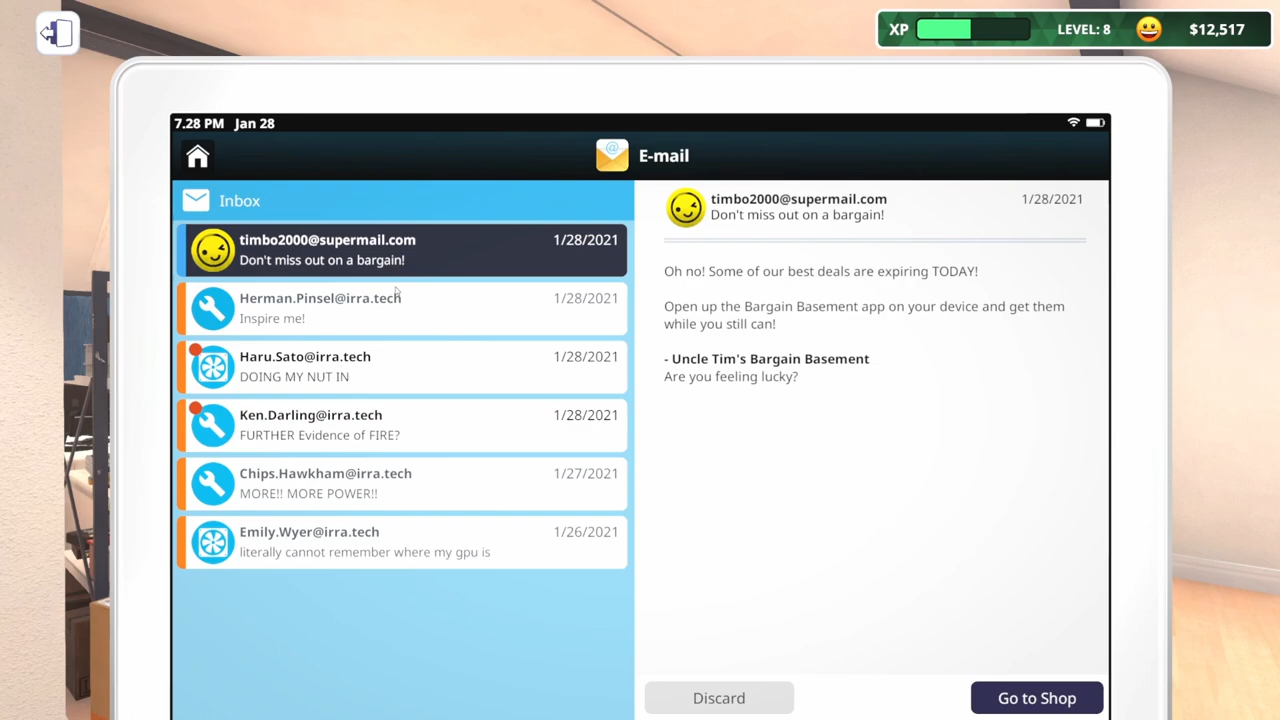 XP
LEVEL: 8
$12,517
7.28 PM Jan 28
@
E-mail
Inbox
timbo2000@supermail.com 1/28/2021
Don't miss out on a bargain!
Herman.Pinsel@irra.tech 1/28/2021
Inspire me!
Haru.Sato@irra.tech 1/28/2021
DOING MY NUT IN
Ken.Darling@irra.tech 1/28/2021
FURTHER Evidence of FIRE?
Chips.Hawkham@irra.tech 1/27/2021
MORE!! MORE POWER!!
Emily.Wyer@irra.tech 1/26/2021
literally cannot remember where my gpu is
timbo2000@supermail.com 1/28/2021
Don't miss out on a bargain!
Oh no! Some of our best deals are expiring TODAY!
Open up the Bargain Basement app on your device and get them
while you still can!
- Uncle Tim's Bargain Basement
Are you feeling lucky?
Discard
Go to Shop